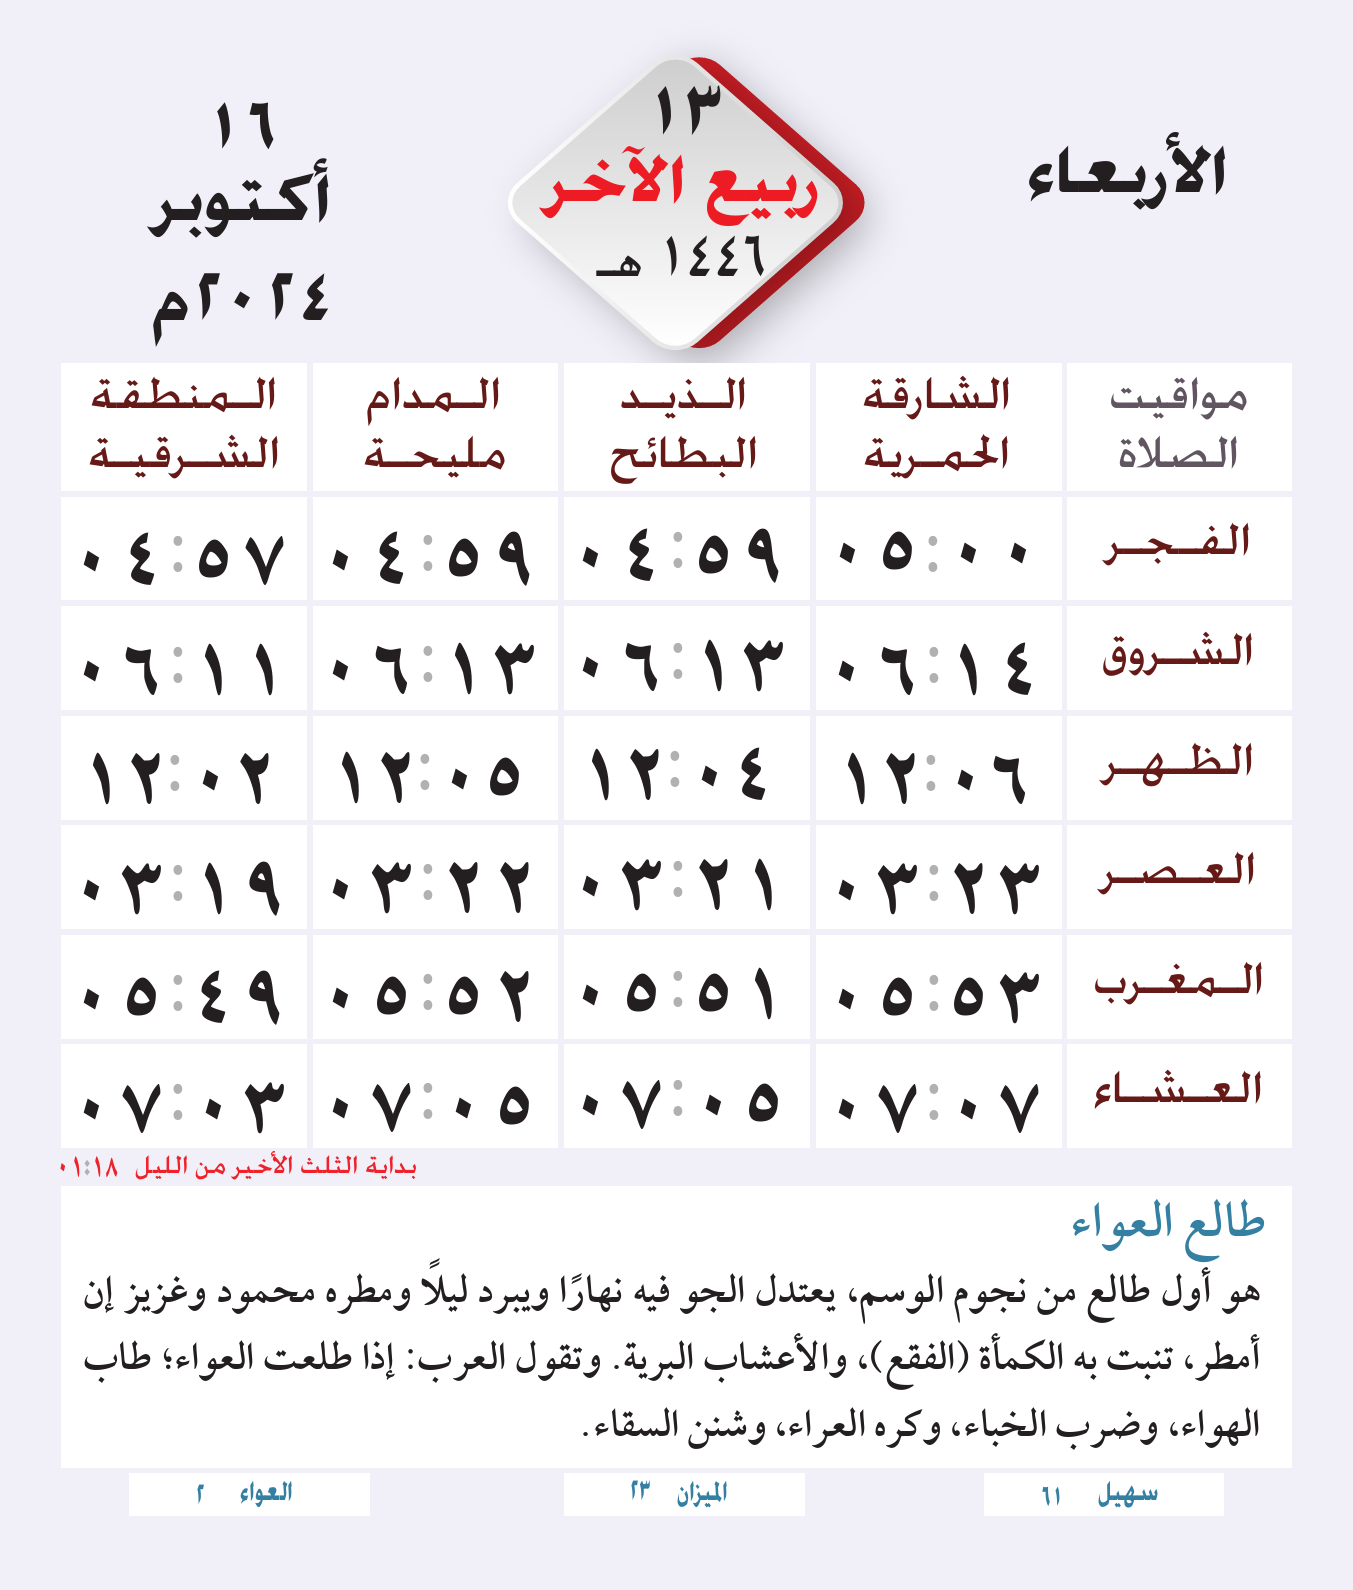 الأربعاء
١٣
ربيع الآخر
١٤٤٦ هـ
١٦
أكتوبر
٢٠٢٤م
مواقيت الصلاة
الشارقة الحمرية
الذيد البطائح
المدام مليحة
المنطقة الشرقية
الفجر ٠٥:٠٠ ٠٤:٥٩ ٠٤:٥٩ ٠٤:٥٧
الشروق ٠٦:١٤ ٠٦:١٣ ٠٦:١٣ ٠٦:١١
الظهر ١٢:٠٦ ١٢:٠٤ ١٢:٠٥ ١٢:٠٢
العصر ٠٣:٢٣ ٠٣:٢١ ٠٣:٢٢ ٠٣:١٩
المغرب ٠٥:٥٣ ٠٥:٥١ ٠٥:٥٢ ٠٥:٤٩
العشاء ٠٧:٠٧ ٠٧:٠٥ ٠٧:٠٥ ٠٧:٠٣
بداية الثلث الأخير من الليل ٠١:١٨
طالع العواء
هو أول طالع من نجوم الوسم، يعتدل الجو فيه نهارًا ويبرد ليلًا ومطره محمود وغزيز إن
أمطر، تنبت به الكمأة (الفقع)، والأعشاب البرية. وتقول العرب: إذا طلعت العواء؛ طاب
الهواء، وضرب الخباء، وكره العراء، وشنن السقاء.
سهيل ٦١
الميزان ٢٣
العواء ٢